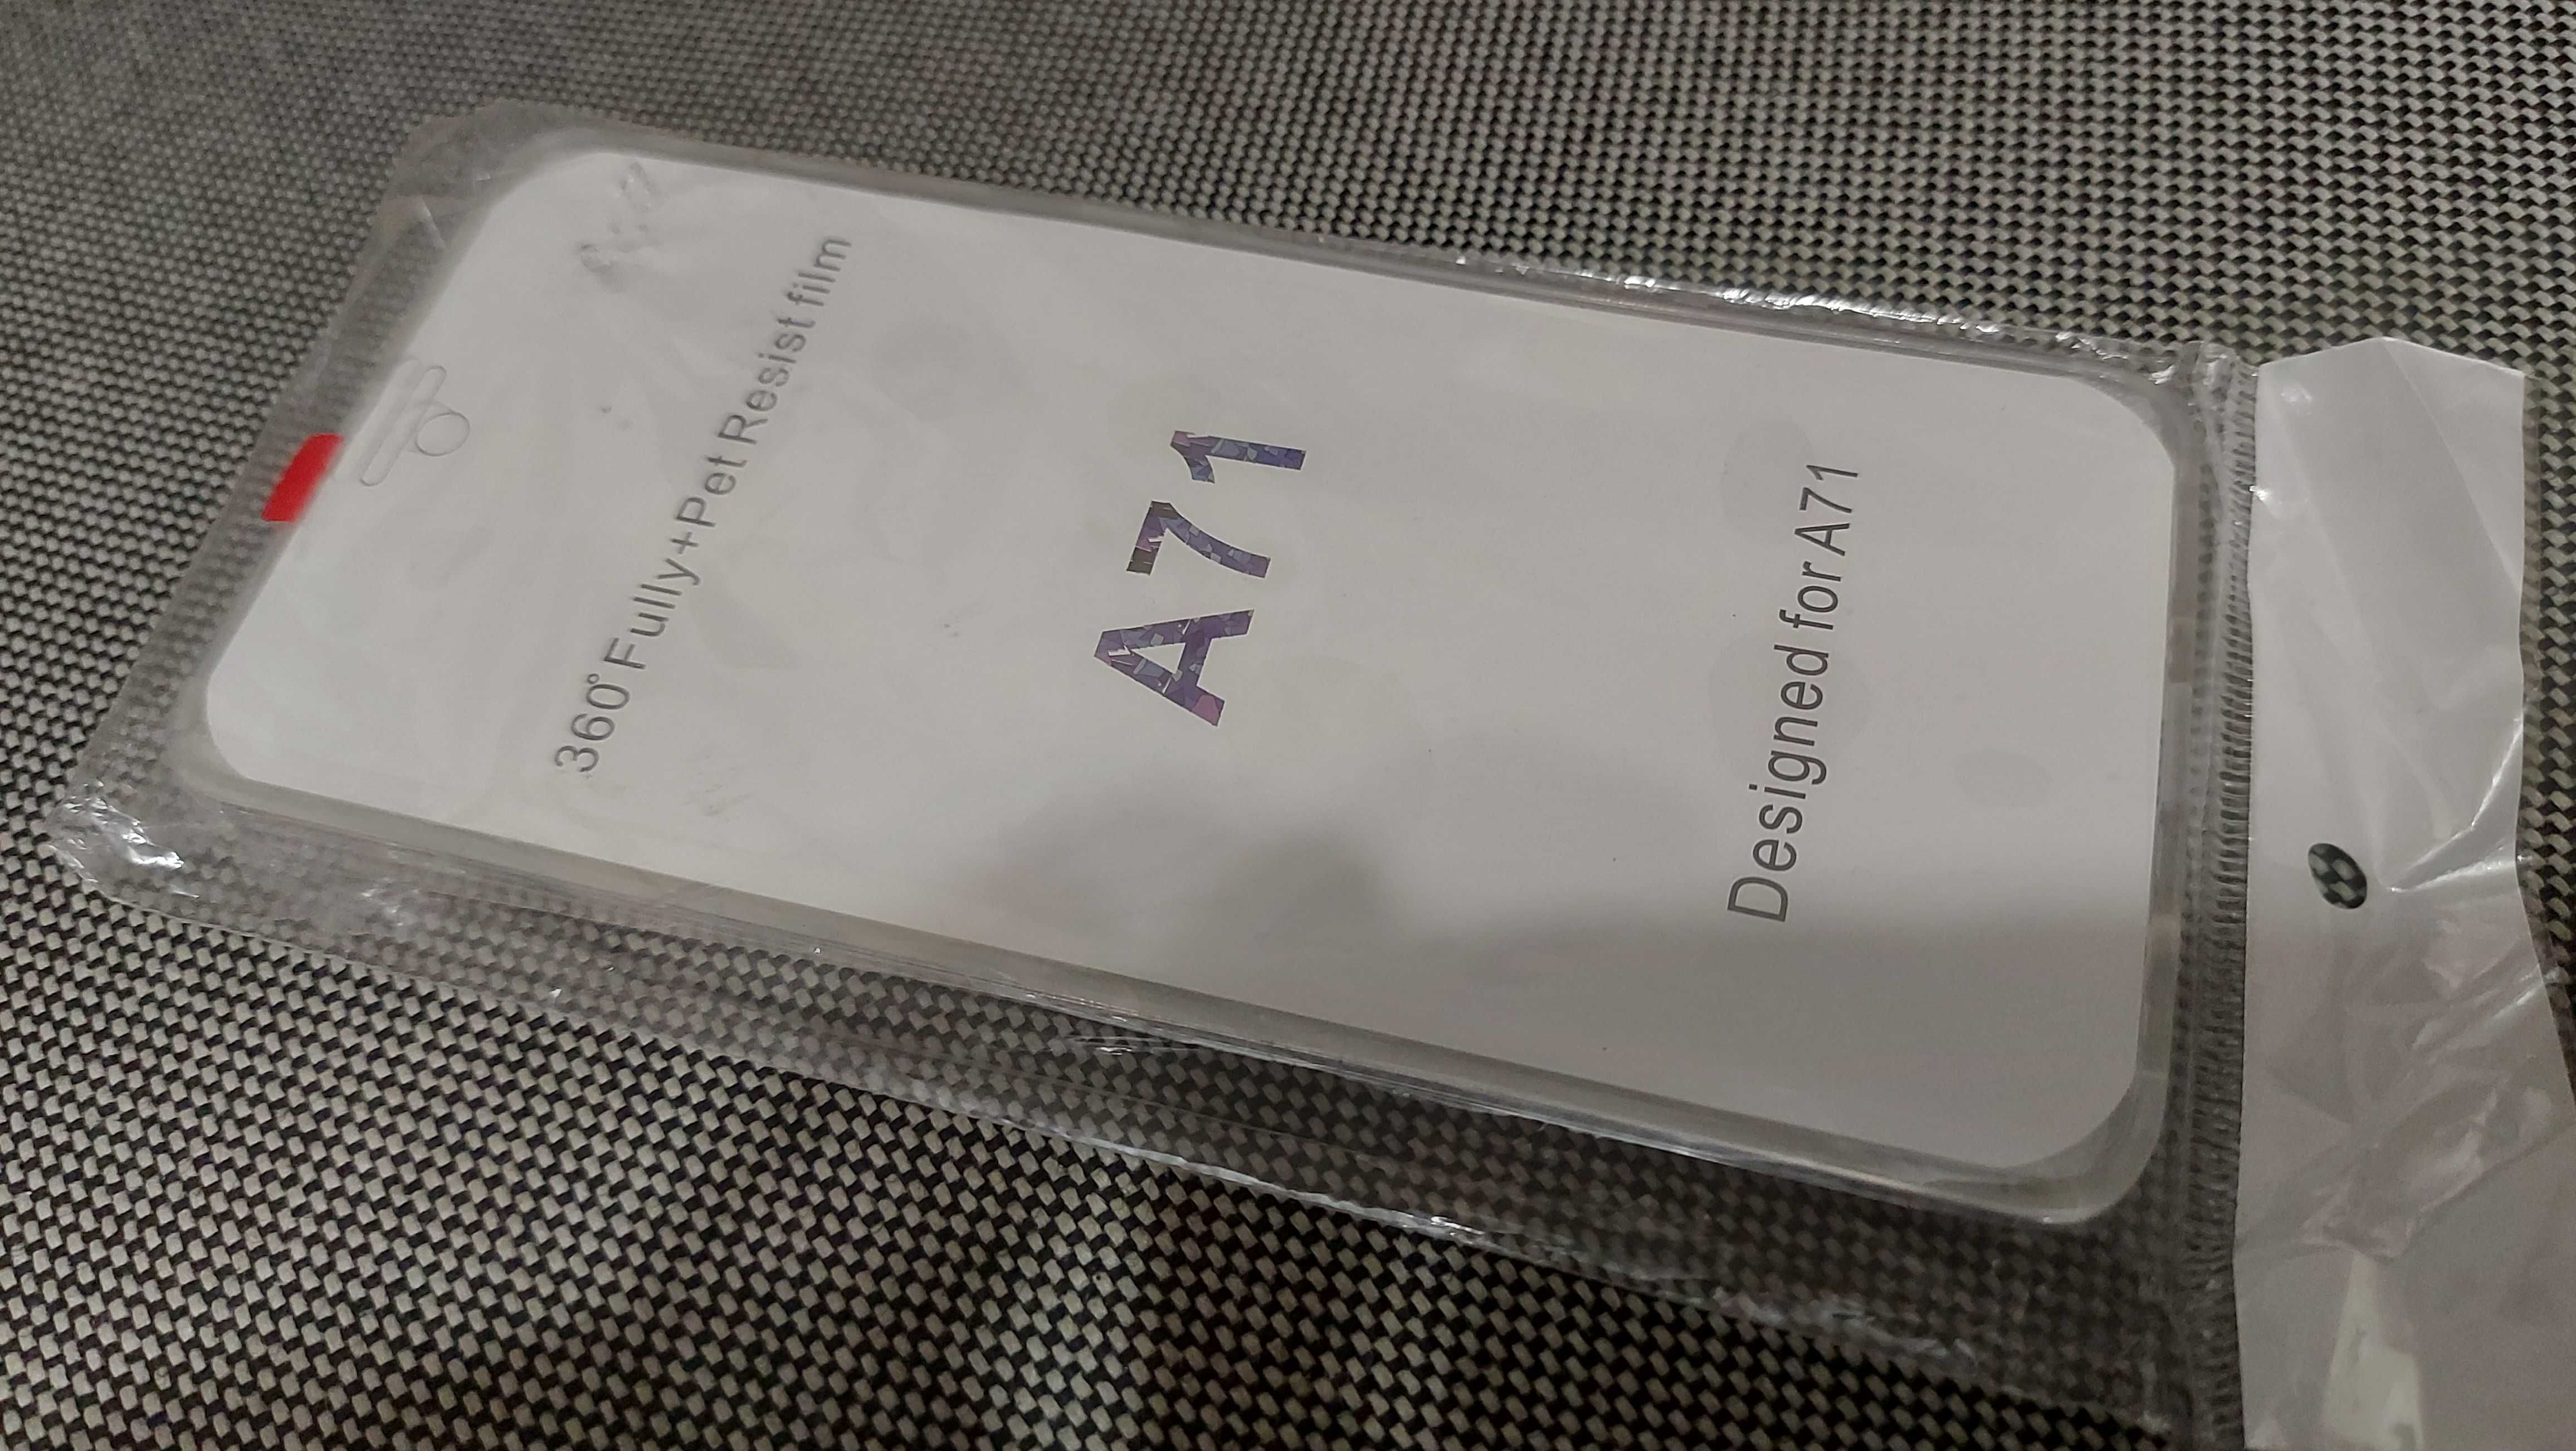 360° Fully+Pet Resist film
A71
Designed for A71